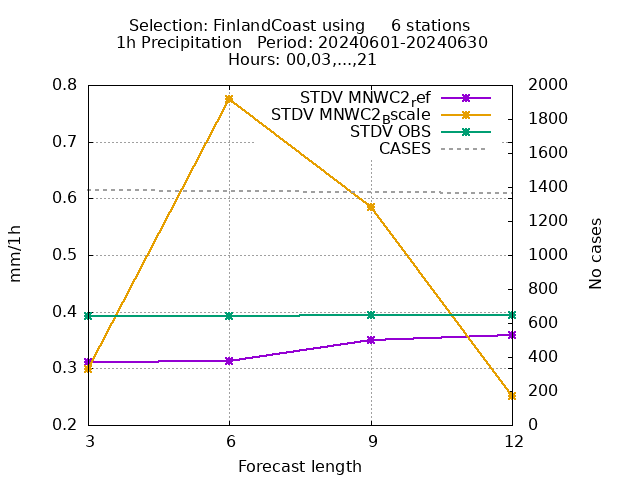 Selection: FinlandCoast using 6 stations
1h Precipitation Period: 20240601-20240630
Hours: 00,03,...,21
STDV MNWC2ref
STDV MNWC2Bscale
STDV OBS
CASES
mm/1h
0.8
0.7
0.6
0.5
0.4
0.3
0.2
2000
1800
1600
1400
1200
1000
800
600
400
200
0
No cases
3 6 9 12
Forecast length